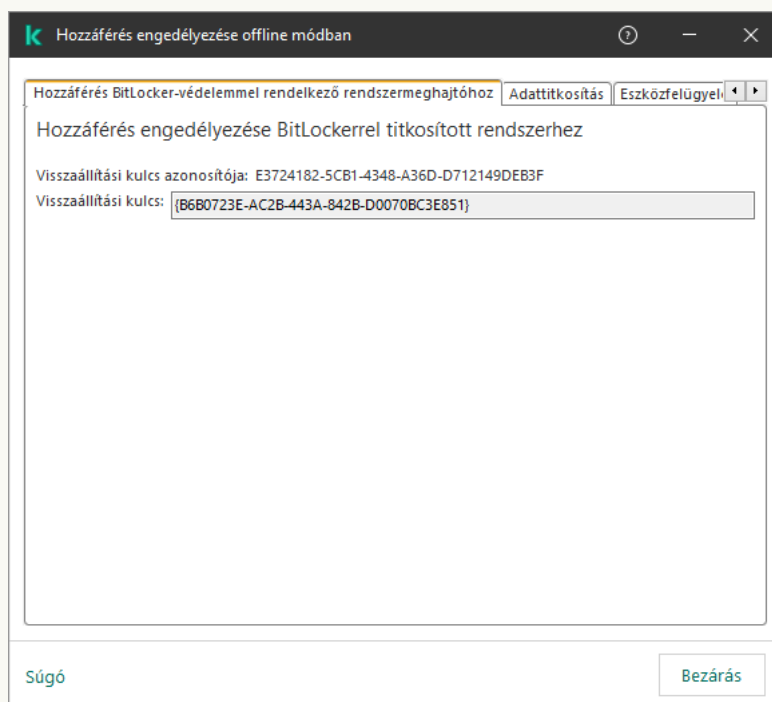 Hozzáférés engedélyezése offline módban
Hozzáférés BitLocker-védelemmel rendelkező rendszermeghajtóhoz Adattitkosítás
Hozzáférés engedélyezése BitLockerrel titkosított rendszerhez
Visszaállítási kulcs azonosítója: E3724182-5CB1-4348-A36D-D712149DEB3F
Visszaállítási kulcs: {B6B0723E-AC2B-443A-842B-D0070BC3E851}
Súgó Bezárás